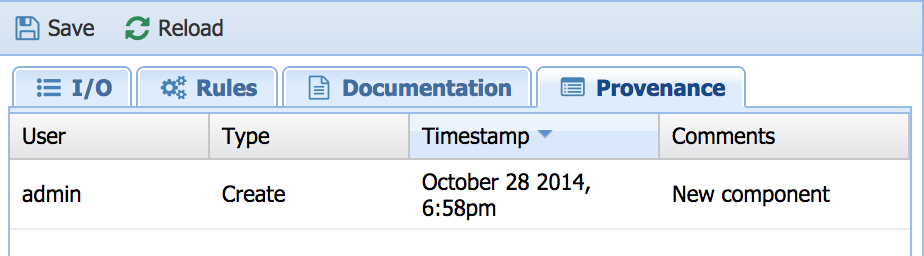 Save Reload
I/O Rules Documentation Provenance
User Type Timestamp Comments
admin Create October 28 2014, 6:58pm New component